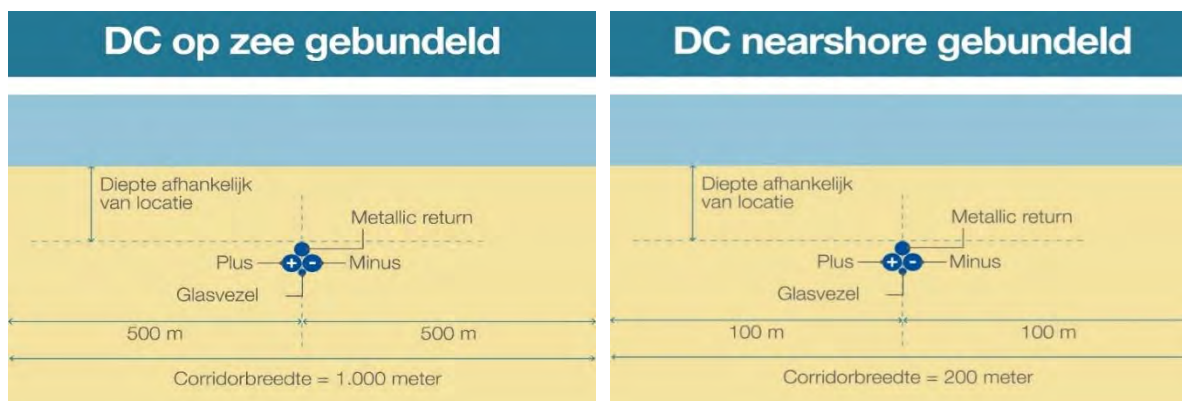 DC op zee gebundeld
Diepte afhankelijk
van locatie
Metallic return
Plus
+
-
Minus
Glasvezel
500 m
500 m
Corridorbreedte = 1.000 meter
DC nearshore gebundeld
Diepte afhankelijk
van locatie
Metallic return
Plus
+
-
Minus
Glasvezel
100 m
100 m
Corridorbreedte = 200 meter